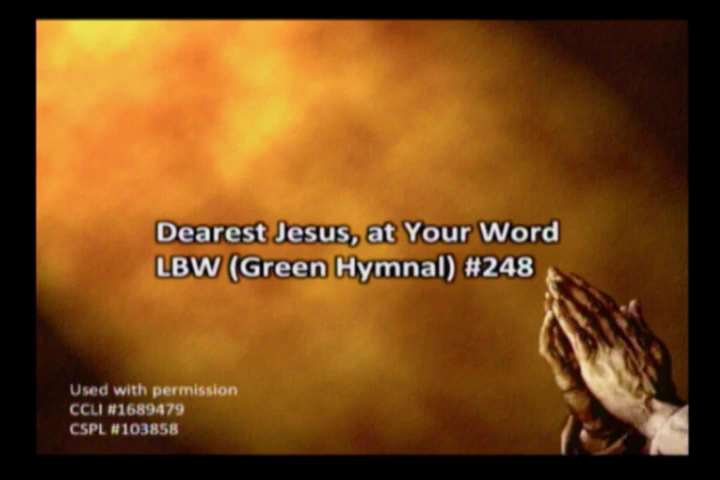 Dearest Jesus, at Your Word
LBW (Green Hymnal) #248
Used with permission
CCLI #1689479
CSPL #103858